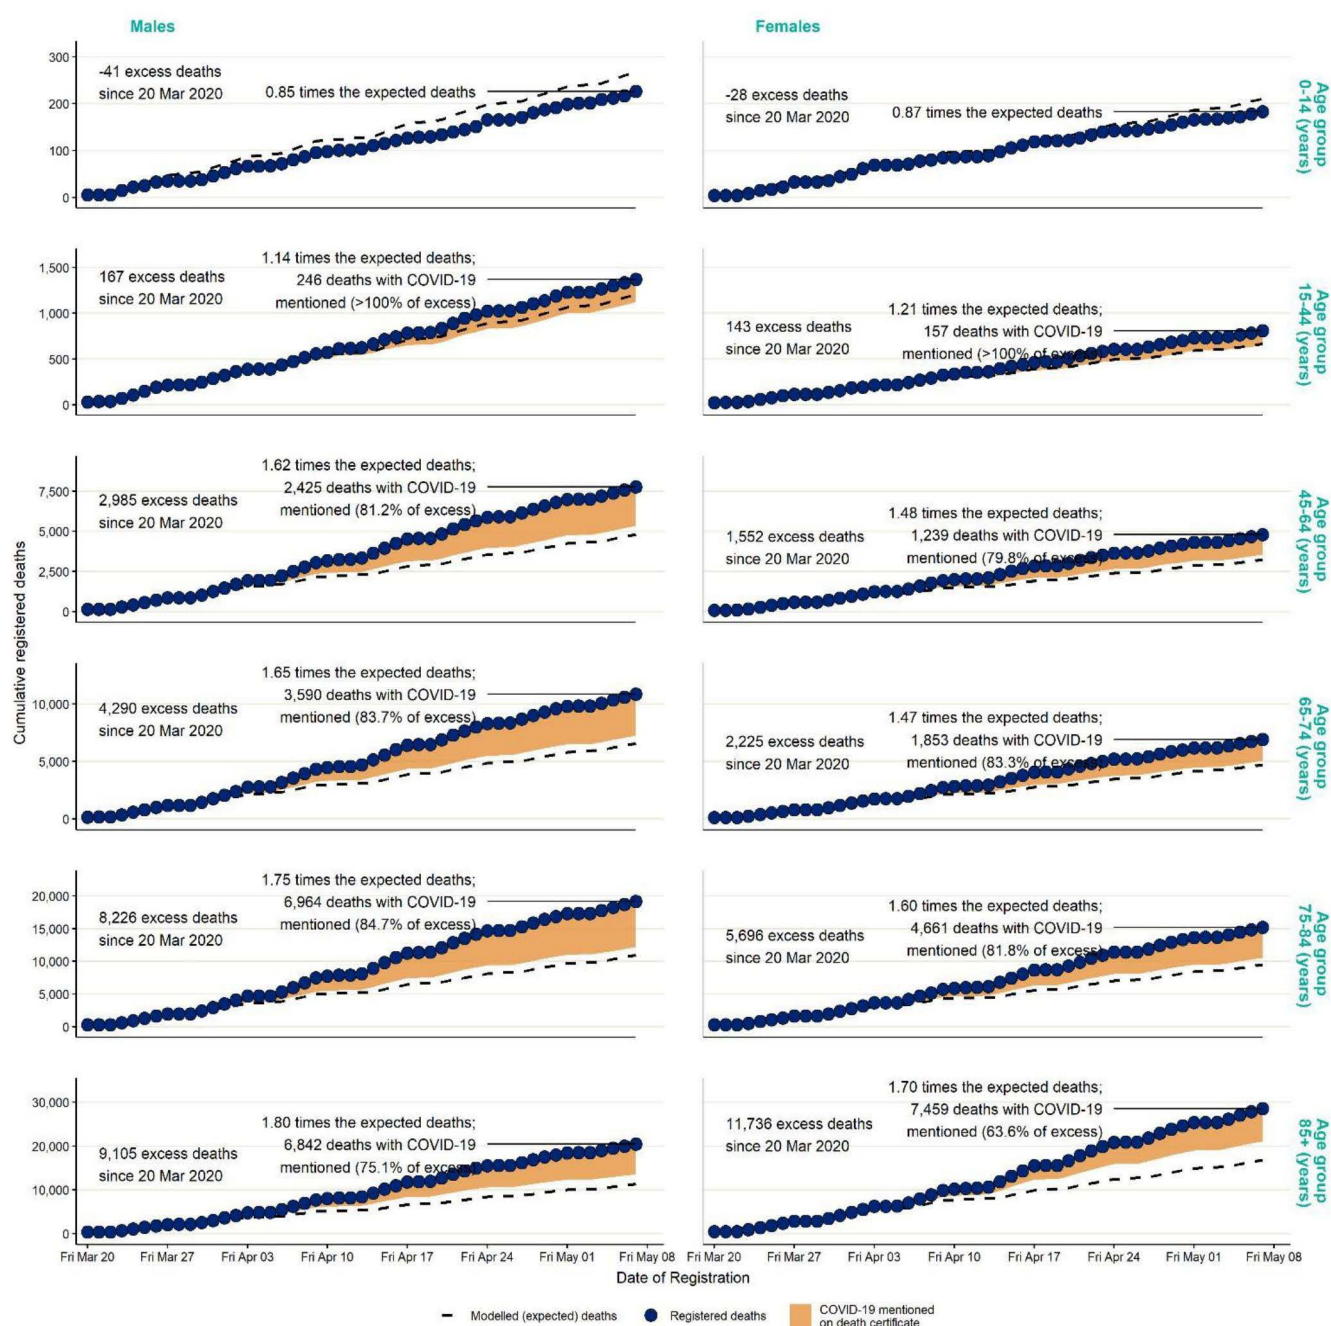 Males
Females
Cumulative registered deaths
300
200
100
0
-41 excess deaths
since 20 Mar 2020
0.85 times the expected deaths
-28 excess deaths
since 20 Mar 2020
0.87 times the expected deaths
Age group
0-14 (years)
1,500
1,000
500
0
167 excess deaths
since 20 Mar 2020
1.14 times the expected deaths;
246 deaths with COVID-19
mentioned (>100% of excess)
143 excess deaths
since 20 Mar 2020
1.21 times the expected deaths;
157 deaths with COVID-19
mentioned (>100% of excess)
Age group
15-44 (years)
7,500
5,000
2,500
0
2,985 excess deaths
since 20 Mar 2020
1.62 times the expected deaths;
2,425 deaths with COVID-19
mentioned (81.2% of excess)
1,552 excess deaths
since 20 Mar 2020
1.48 times the expected deaths;
1,239 deaths with COVID-19
mentioned (79.8% of excess)
Age group
45-64 (years)
10,000
5,000
0
4,290 excess deaths
since 20 Mar 2020
1.65 times the expected deaths;
3,590 deaths with COVID-19
mentioned (83.7% of excess)
2,225 excess deaths
since 20 Mar 2020
1.47 times the expected deaths;
1,853 deaths with COVID-19
mentioned (83.3% of excess)
Age group
65-74 (years)
20,000
15,000
10,000
5,000
0
8,226 excess deaths
since 20 Mar 2020
1.75 times the expected deaths;
6,964 deaths with COVID-19
mentioned (84.7% of excess)
5,696 excess deaths
since 20 Mar 2020
1.60 times the expected deaths;
4,661 deaths with COVID-19
mentioned (81.8% of excess)
Age group
75-84 (years)
30,000
20,000
10,000
0
9,105 excess deaths
since 20 Mar 2020
1.80 times the expected deaths;
6,842 deaths with COVID-19
mentioned (75.1% of excess)
11,736 excess deaths
since 20 Mar 2020
1.70 times the expected deaths;
7,459 deaths with COVID-19
mentioned (63.6% of excess)
Age group
85+ (years)
Fri Mar 20 Fri Mar 27 Fri Apr 03 Fri Apr 10 Fri Apr 17 Fri Apr 24 Fri May 01 Fri May 08
Fri Mar 20 Fri Mar 27 Fri Apr 03 Fri Apr 10 Fri Apr 17 Fri Apr 24 Fri May 01 Fri May 08
Date of Registration
Modelled (expected) deaths
Registered deaths
COVID-19 mentioned
on death certificate